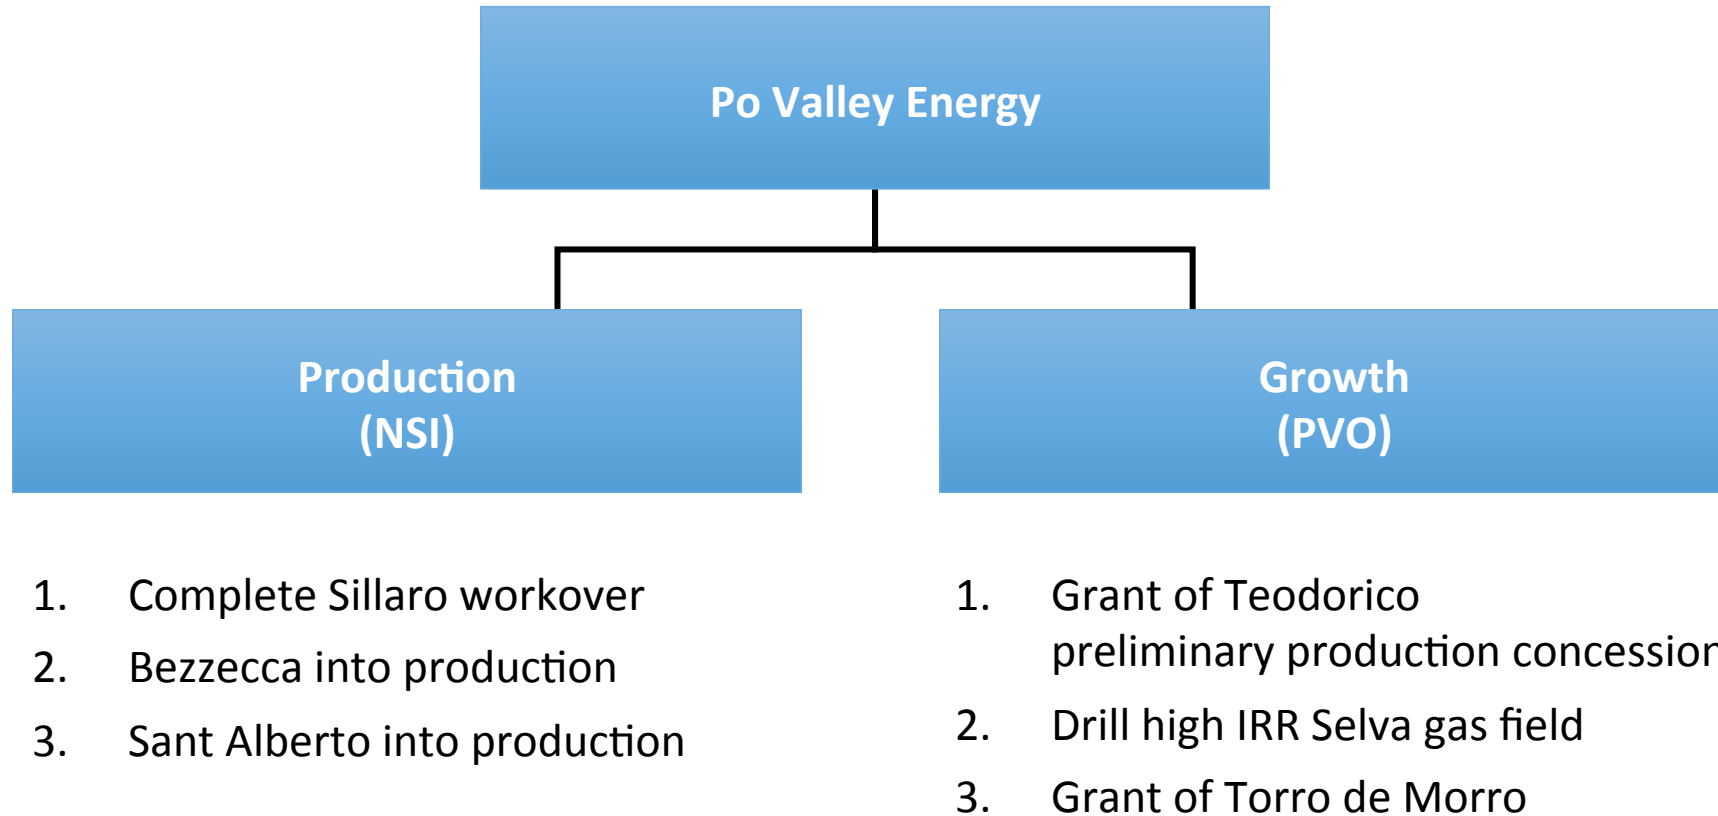 Po Valley Energy
Production
(NSI)
Growth
(PVO)
1. Complete Sillaro workover
2. Bezzecca into production
3. Sant Alberto into production
1. Grant of Teodorico
preliminary production concession
2. Drill high IRR Selva gas field
3. Grant of Torro de Morro